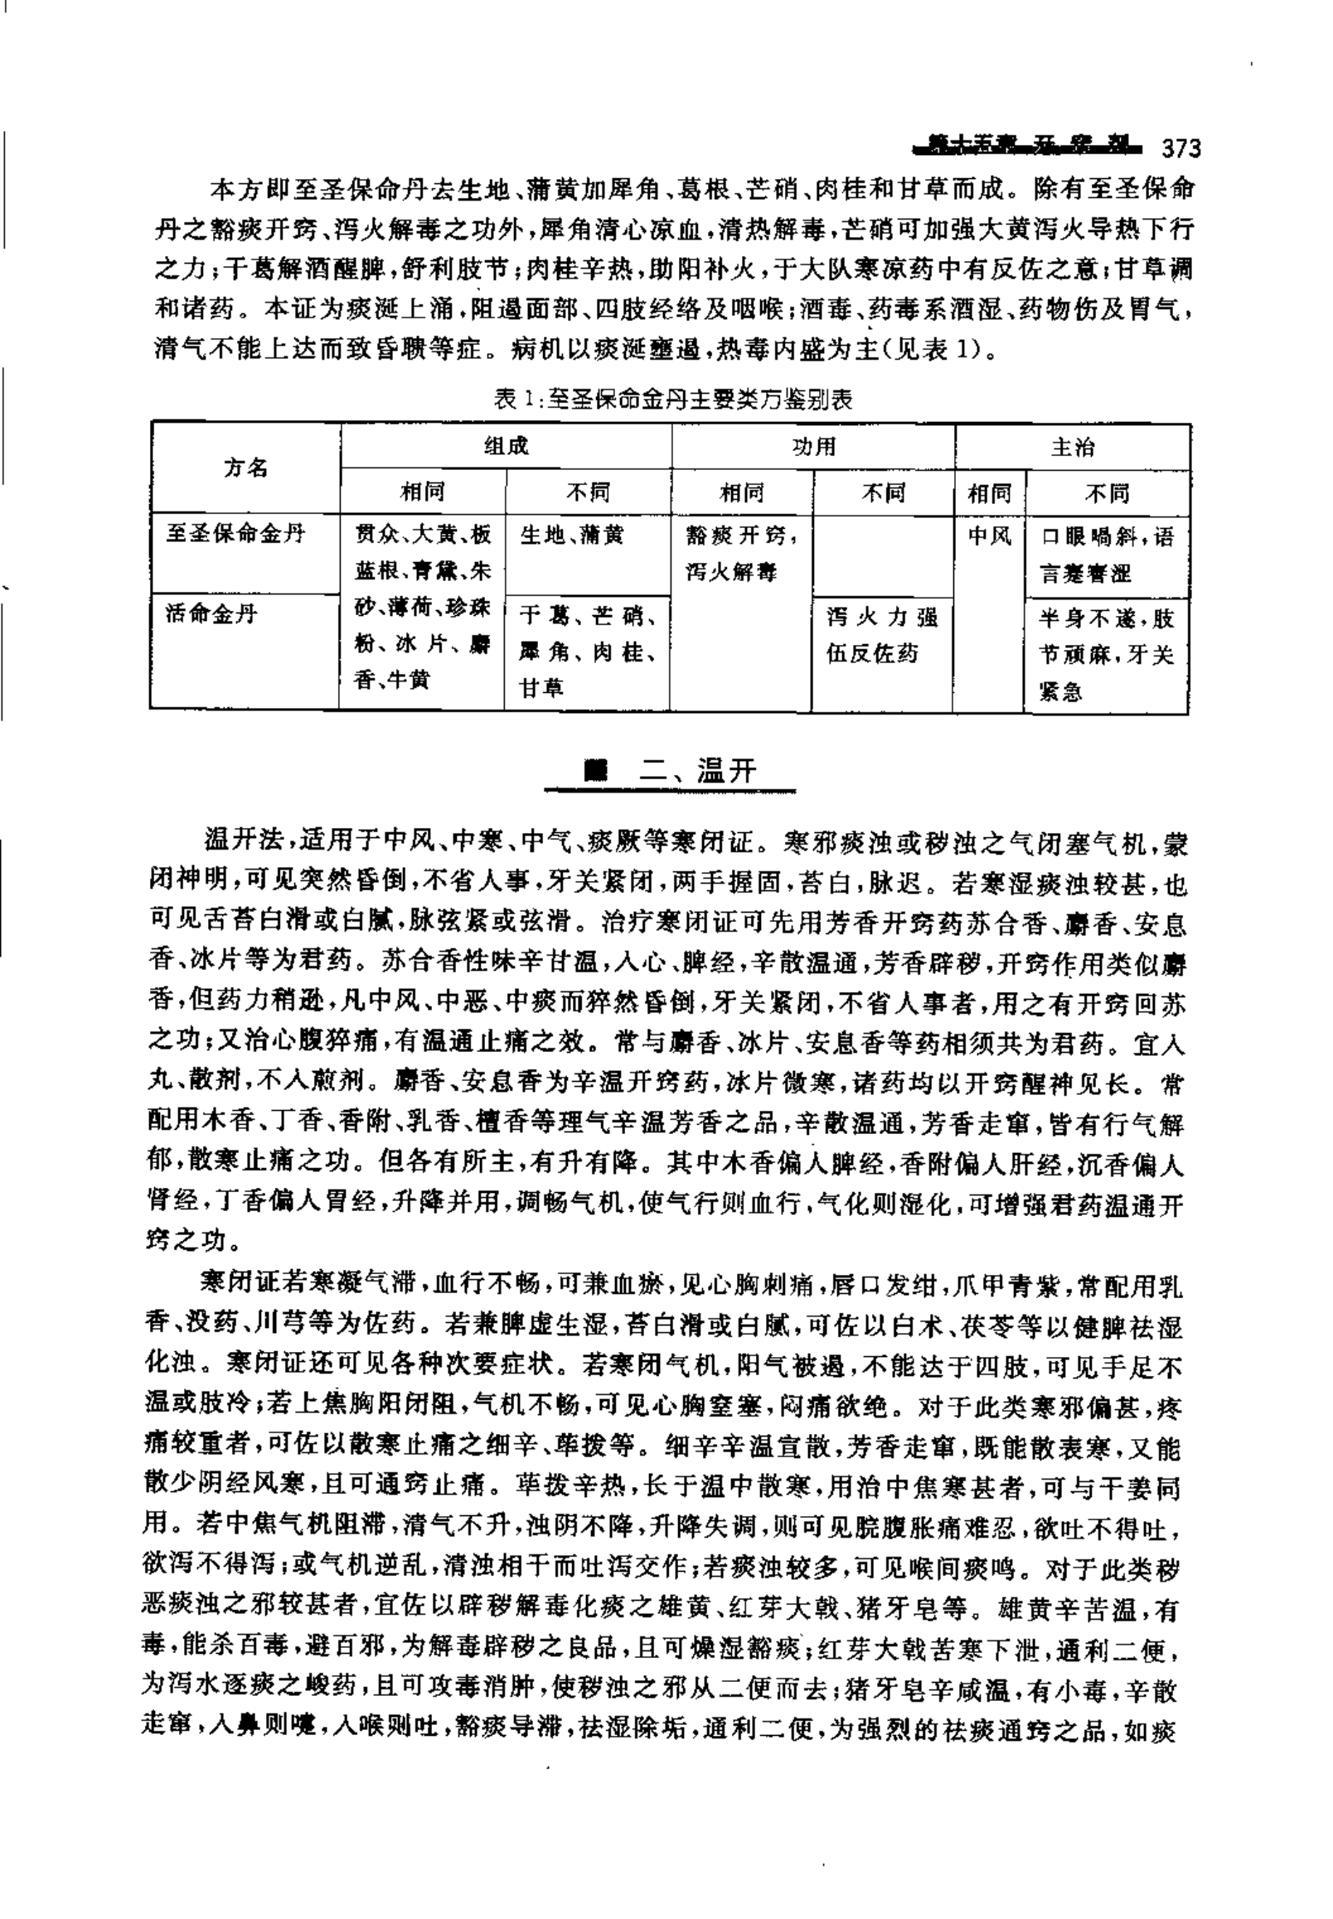 第十五章 开窍剂 373
本方即至圣保命丹去生地、蒲黄加犀角、葛根、芒硝、肉桂和甘草而成。除有至圣保命
丹之豁痰开窍、泻火解毒之功外,犀角清心凉血,清热解毒,芒硝可加强大黄泻火导热下行
之力;干葛解酒醒脾,舒利肢节;肉桂辛热,助阳补火,于大队寒凉药中有反佐之意;甘草调
和诸药。本证为痰涎上涌,阻遏面部、四肢经络及咽喉;酒毒、药毒系酒湿、药物伤及胃气,
清气不能上达而致昏聩等症。病机以痰涎壅遏,热毒内盛为主(见表1)。
表1:至圣保命金丹主要类方鉴别表
方名 组成 功用 主治
相同 不同 相同 不同 相同 不同
至圣保命金丹 贯众、大黄、板 生地、蒲黄 豁痰开窍, 中风 口眼喎斜,语
蓝根、青黛、朱 泻火解毒 言蹇謇涩
活命金丹 砂、薄荷、珍珠 干葛、芒硝、 泻火力强 半身不遂,肢
粉、冰片、麝 犀角、肉桂、 伍反佐药 节顽麻,牙关
香、牛黄 甘草 紧急
二、温开
温开法,适用于中风、中寒、中气、痰厥等寒闭证。寒邪痰浊或秽浊之气闭塞气机,蒙
闭神明,可见突然昏倒,不省人事,牙关紧闭,两手握固,苔白,脉迟。若寒湿痰浊较甚,也
可见舌苔白滑或白腻,脉弦紧或弦滑。治疗寒闭证可先用芳香开窍药苏合香、麝香、安息
香、冰片等为君药。苏合香性味辛甘温,入心、脾经,辛散温通,芳香辟秽,开窍作用类似麝
香,但药力稍逊,凡中风、中恶、中痰而猝然昏倒,牙关紧闭,不省人事者,用之有开窍回苏
之功;又治心腹猝痛,有温通止痛之效。常与麝香、冰片、安息香等药相须共为君药。宜入
丸、散剂,不入煎剂。麝香、安息香为辛温开窍药,冰片微寒,诸药均以开窍醒神见长。常
配用木香、丁香、香附、乳香、檀香等理气辛温芳香之品,辛散温通,芳香走窜,皆有行气解
郁,散寒止痛之功。但各有所主,有升有降。其中木香偏入脾经,香附偏入肝经,沉香偏入
肾经,丁香偏入胃经,升降并用,调畅气机,使气行则血行,气化则湿化,可增强君药温通开
窍之功。
寒闭证若寒凝气滞,血行不畅,可兼血瘀,见心胸刺痛,唇口发绀,爪甲青紫,常配用乳
香、没药、川芎等为佐药。若兼脾虚生湿,苔白滑或白腻,可佐以白术、茯苓等以健脾祛湿
化浊。寒闭证还可见各种次要症状。若寒闭气机,阳气被遏,不能达于四肢,可见手足不
温或肢冷;若上焦胸阳闭阻,气机不畅,可见心胸窒塞,闷痛欲绝。对于此类寒邪偏甚,疼
痛较重者,可佐以散寒止痛之细辛、荜拨等。细辛辛温宣散,芳香走窜,既能散表寒,又能
散少阴经风寒,且可通窍止痛。荜拨辛热,长于温中散寒,用治中焦寒甚者,可与干姜同
用。若中焦气机阻滞,清气不升,浊阴不降,升降失调,则可见脘腹胀痛难忍,欲吐不得吐,
欲泻不得泻;或气机逆乱,清浊相干而吐泻交作;若痰浊较多,可见喉间痰鸣。对于此类秽
恶痰浊之邪较甚者,宜佐以辟秽解毒化痰之雄黄、红芽大戟、猪牙皂等。雄黄辛苦温,有
毒,能杀百毒,避百邪,为解毒辟秽之良品,且可燥湿豁痰;红芽大戟苦寒下泄,通利二便,
为泻水逐痰之峻药,且可攻毒消肿,使秽浊之邪从二便而去;猪牙皂辛咸温,有小毒,辛散
走窜,入鼻则嚏,入喉则吐,豁痰导滞,祛湿除垢,通利二便,为强烈的祛痰通窍之品,如痰